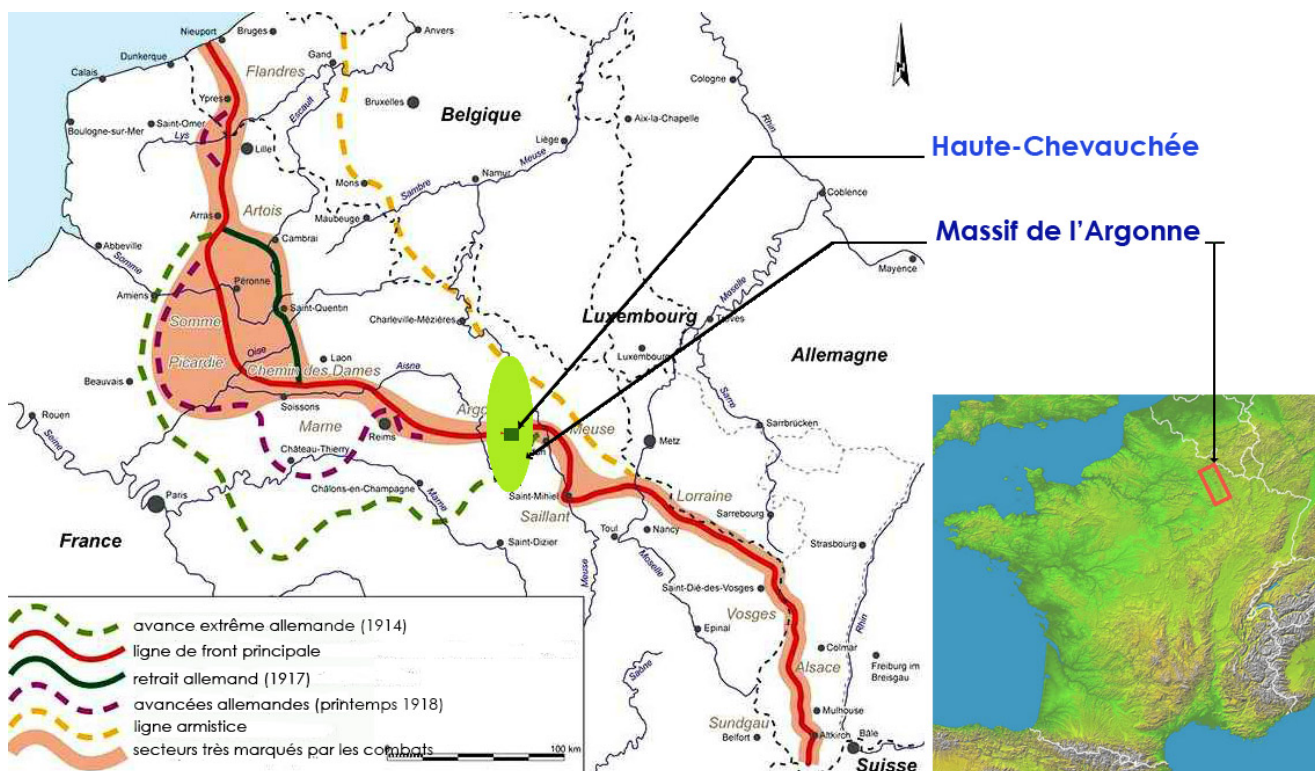 Nieuport
Bruges
Anvers
Dunkerque
Gand
Flandres
Calais
Cologne
Ypres
Escault
Bruxelles
Belgique
Rhin
Boulogne-sur-Mer
Saint-Omer
Lys
Lille
Aix-la-Chapelle
Liège
Meuse
Haute-Chevauchée
Mons
Sambre
Namur
Coblence
Arras
Artois
Maubeuge
Massif de l'Argonne
Abbeville
Cambrai
Somme
Mayence
Amiens
Péronne
Moselle
Saint-Quentin
Charleville-Mézières
Luxembourg
Trèves
Somme
Oise
Laon
Luxembourg
Allemagne
Picardie
Chemin des Dames
Aisne
Beauvais
Sarre
Soissons
Rouen
Marne
Reims
Meuse
Sarrbrücken
Seine
Château-Thierry
Metz
Paris
Châlons-en-Champagne
Marne
Saint-Mihiel
Lorraine
Saillant
Sarrebourg
France
Saint-Dizier
Toul
Nancy
Strasbourg
Meuse
Moselle
Saint-Dié-des-Vosges
Vosges
Rhin
Epinal
Colmar
Freiburg im
Breisgau
Alsace
Saône
Mulhouse
Sundgau
Belfort
Altkirch
Bâle
Suisse
avance extrême allemande (1914)
ligne de front principale
retrait allemand (1917)
avancées allemandes (printemps 1918)
ligne armistice
secteurs très marqués par les combats
0
100 km
N